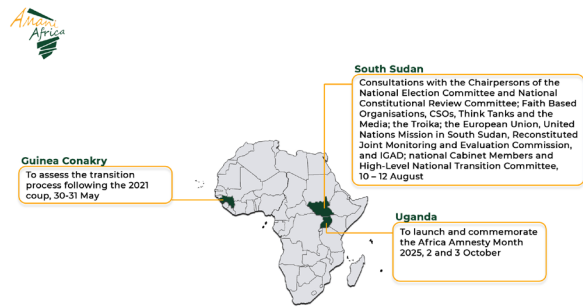 Amani
Africa
South Sudan
Consultations with the Chairpersons of the
National Election Committee and National
Constitutional Review Committee; Faith Based
Organisations, CSOs, Think Tanks and the
Media; the Troika; the European Union, United
Nations Mission in South Sudan, Reconstituted
Joint Monitoring and Evaluation Commission,
and IGAD; national Cabinet Members and
High-Level National Transition Committee,
10 – 12 August
Guinea Conakry
To assess the transition
process following the 2021
coup, 30-31 May
Uganda
To launch and commemorate
the Africa Amnesty Month
2025, 2 and 3 October